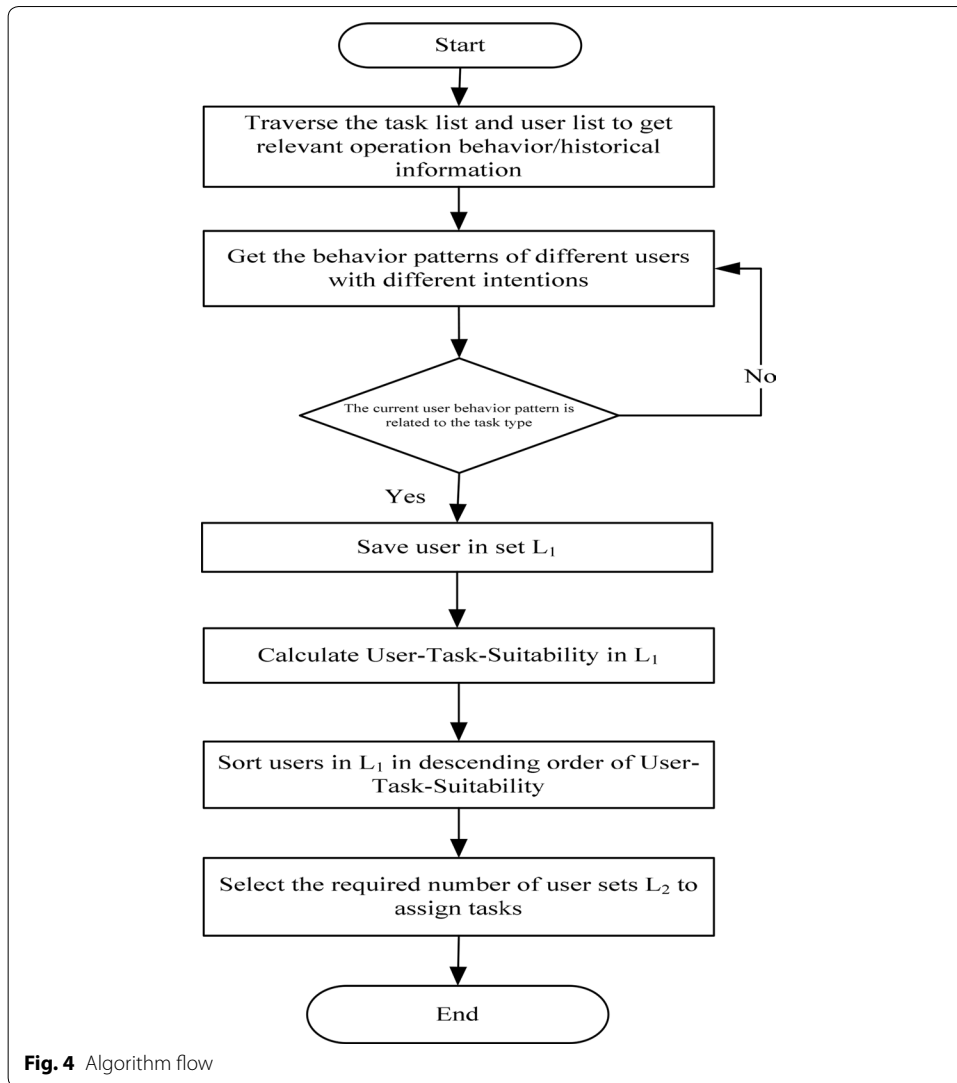 Start
Traverse the task list and user list to get
relevant operation behavior/historical
information
Get the behavior patterns of different users
with different intentions
No
The current user behavior pattern is
related to the task type
Yes
Save user in set L₁
Calculate User-Task-Suitability in L₁
Sort users in L₁ in descending order of User-
Task-Suitability
Select the required number of user sets L₂ to
assign tasks
End
Fig. 4 Algorithm flow